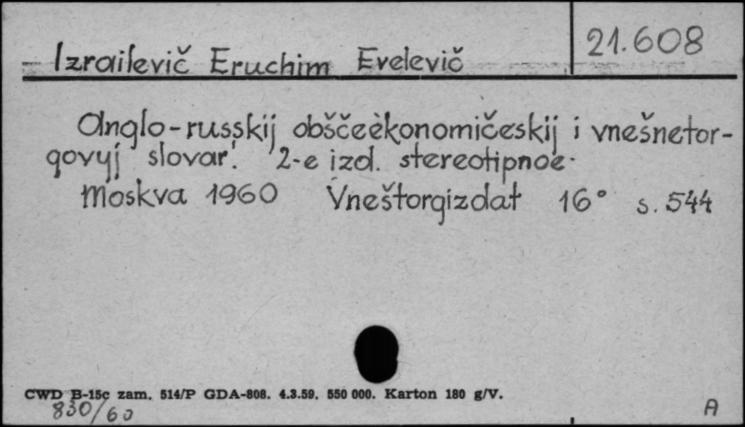 21.608
Izrailevič Eruchim Evelevič
Anglo-russkij obščeèkonomičeskij i vnešnetor-
govyj slovar'. 2-e izd. stereotipnoe.
Moskva 1960 Vneštorgizdat 16° s. 544
CWD B-15c zam. 514/P GDA-808. 4.3.59. 550 000. Karton 180 g/V.
830/60
A